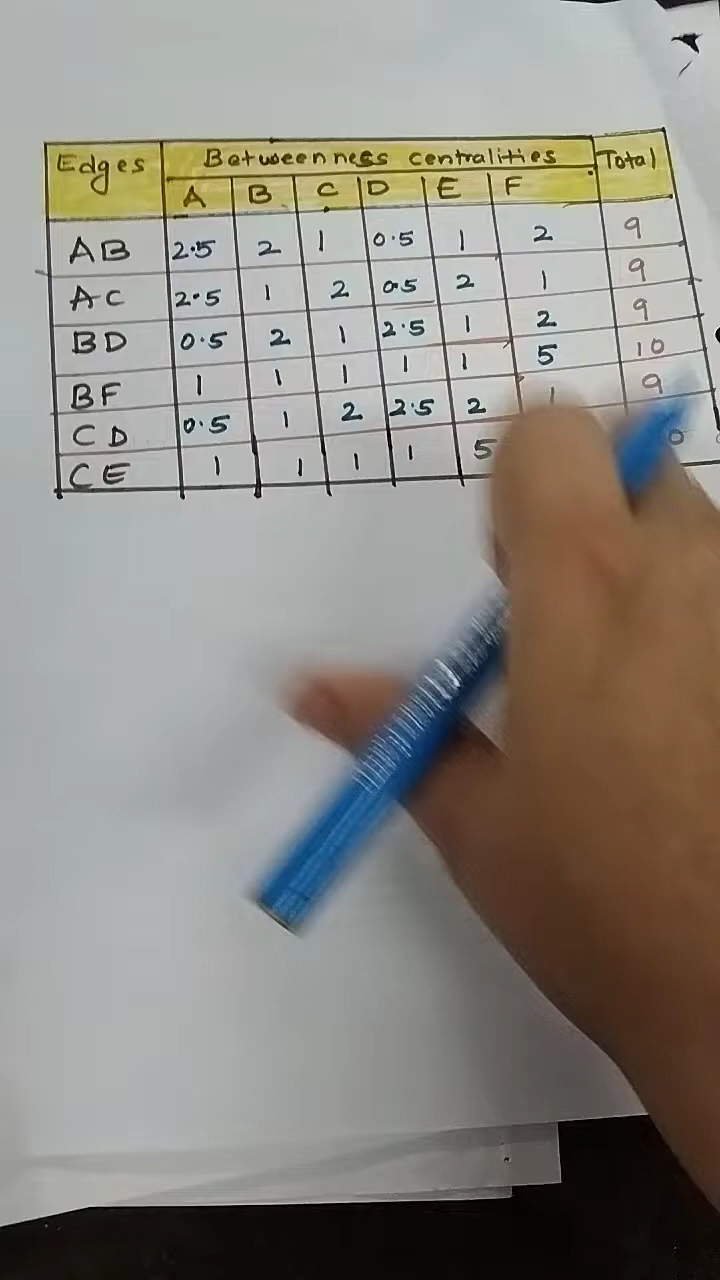 Edges Betweenness centralities Total
A B C D E F
AB 2.5 2 1 0.5 1 2 9
AC 2.5 1 2 0.5 2 1 9
BD 0.5 2 1 2.5 1 2 9
BF 1 1 1 1 1 5 10
CD 0.5 1 2 2.5 2 1 9
CE 1 1 1 1 5